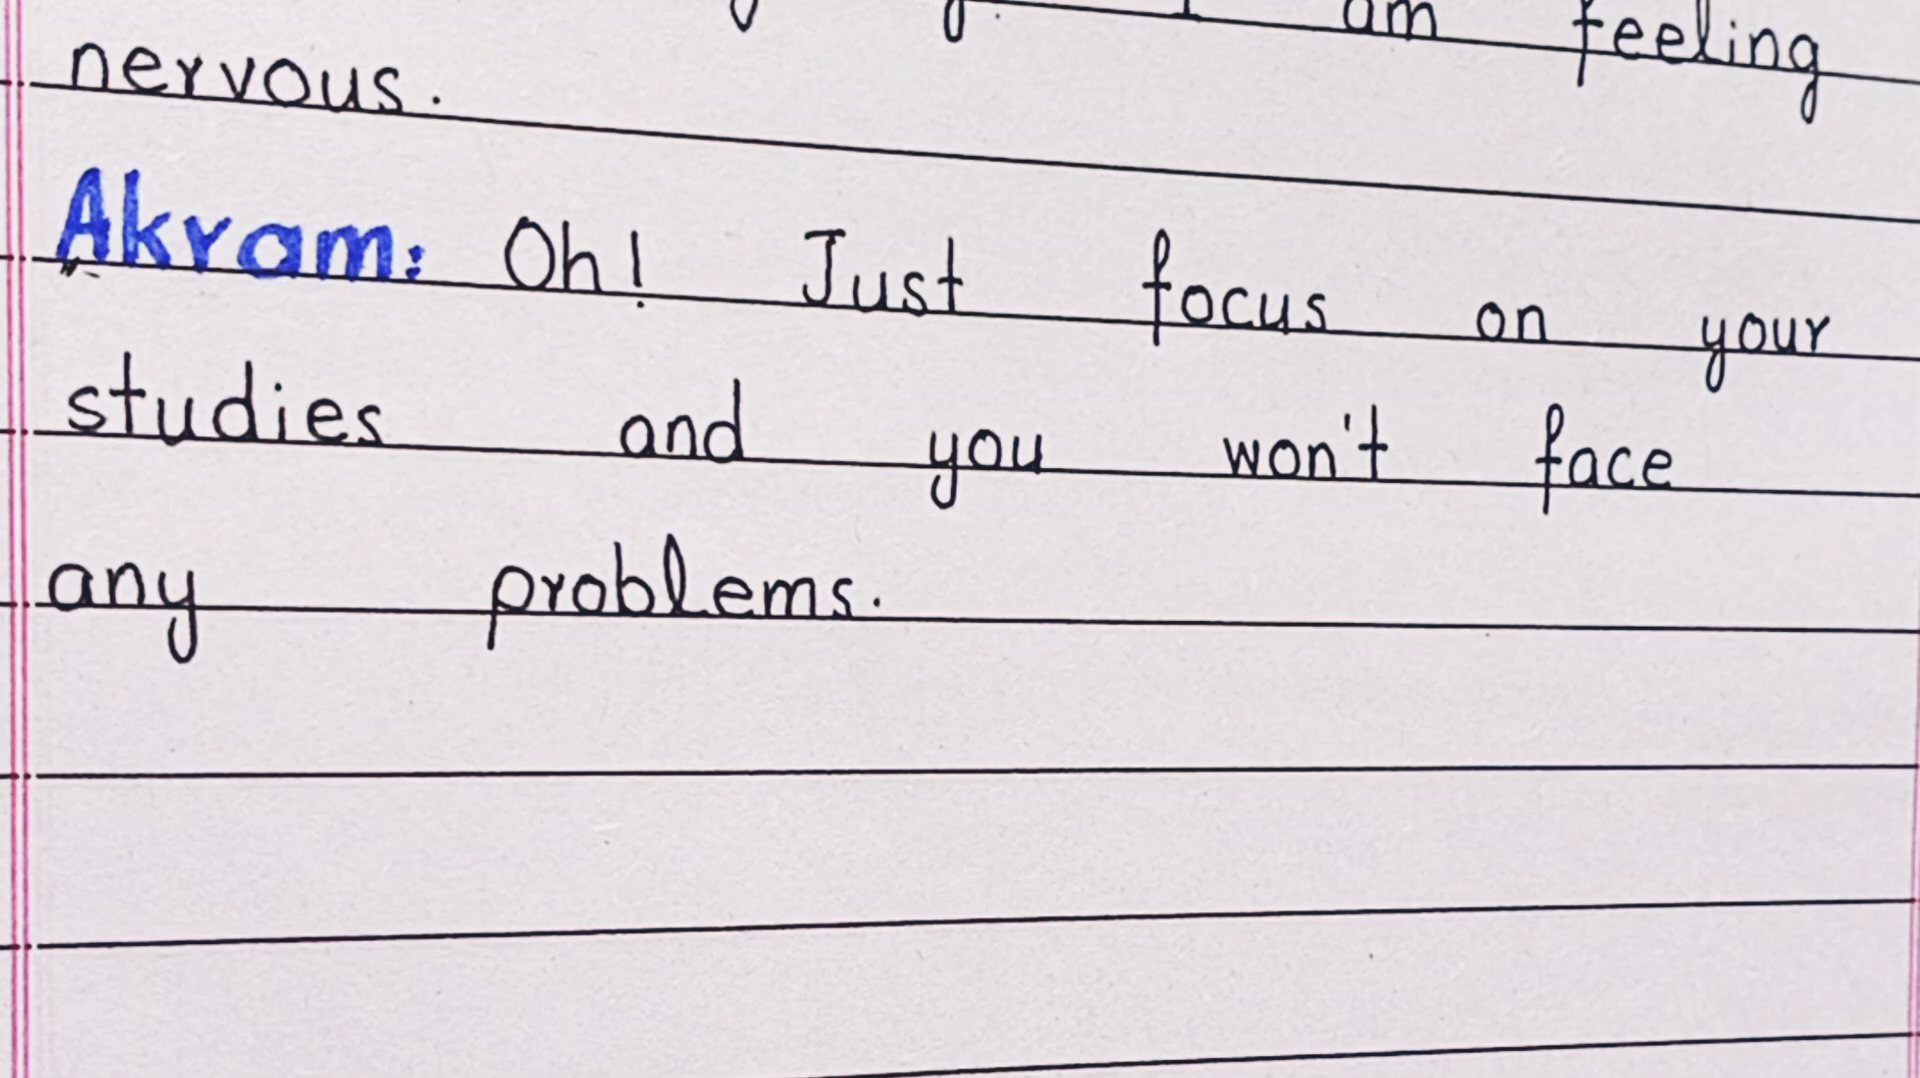 I am feeling
nervous.
Akram: Oh! Just focus on your
studies and you won't face
any problems.